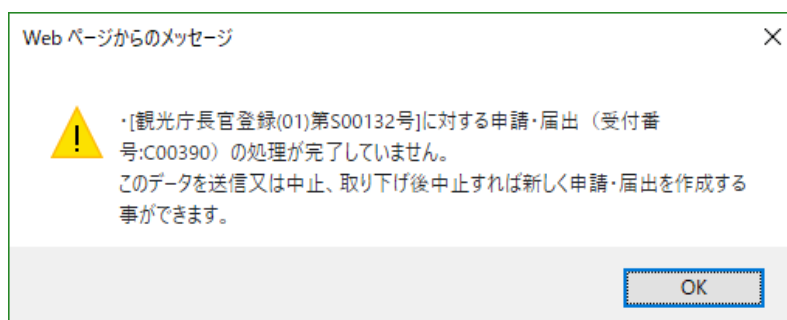 Web ページからのメッセージ
・[観光庁長官登録(01)第S00132号]に対する申請・届出（受付番
号:C00390）の処理が完了していません。
このデータを送信又は中止、取り下げ後中止すれば新しく申請・届出を作成する
事ができます。
OK